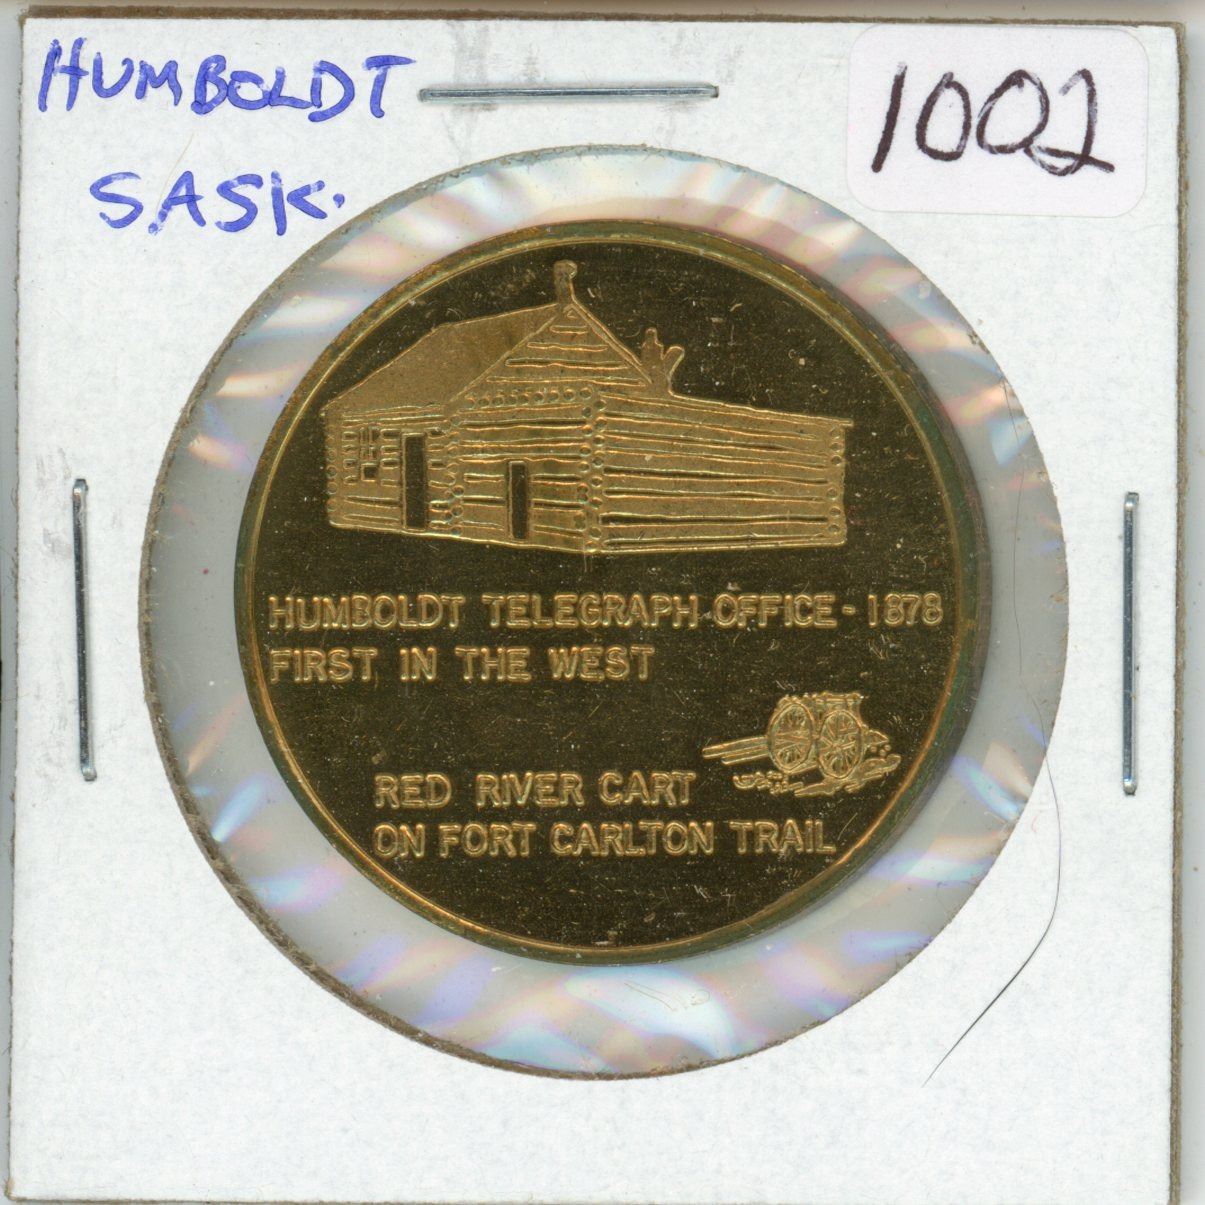 HUMBOLDT
SASK.
1002
HUMBOLDT TELEGRAPH OFFICE - 1878
FIRST IN THE WEST
RED RIVER CART
ON FORT CARLTON TRAIL